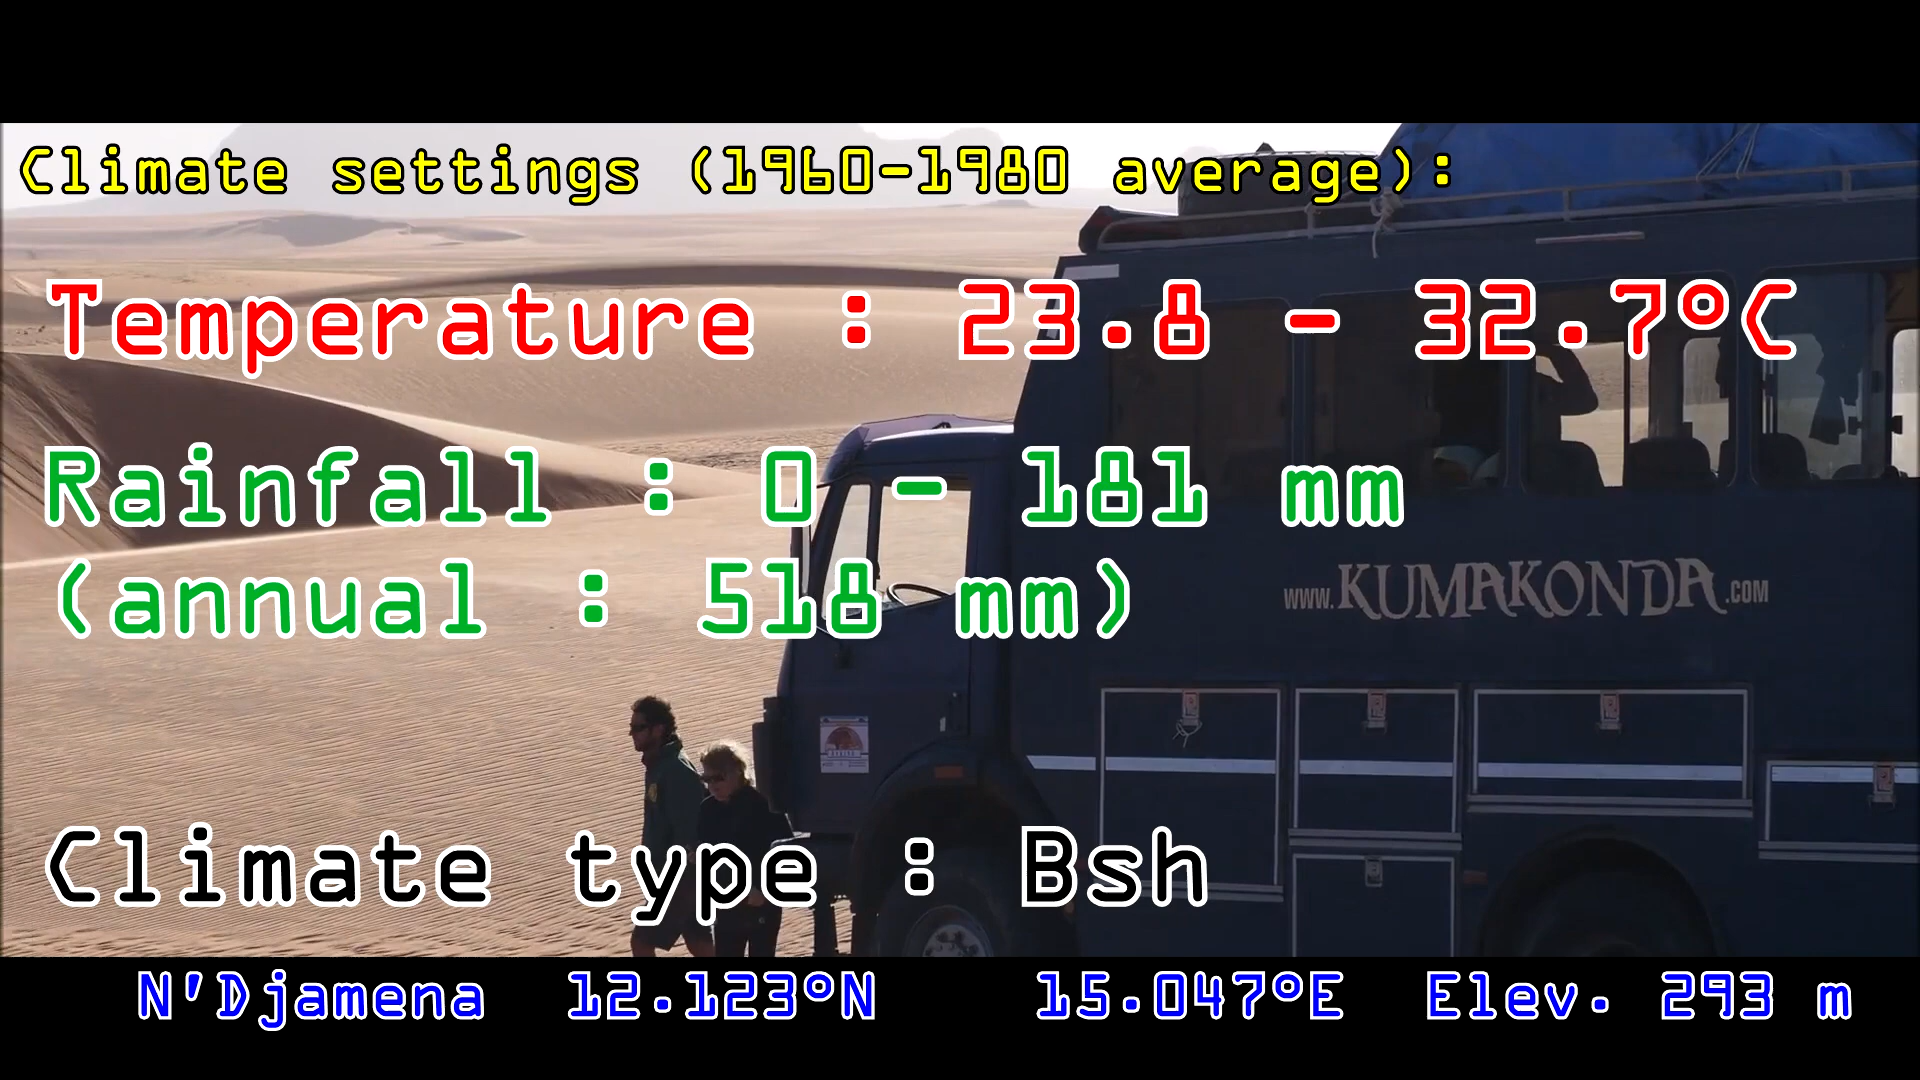 Climate settings (1960-1980 average):
Temperature : 23.8 - 32.7°C
Rainfall : 0 - 181 mm
(annual : 518 mm)
www.KUMAKONDA.com
Climate type : Bsh
N'Djamena 12.123°N 15.047°E Elev. 293 m